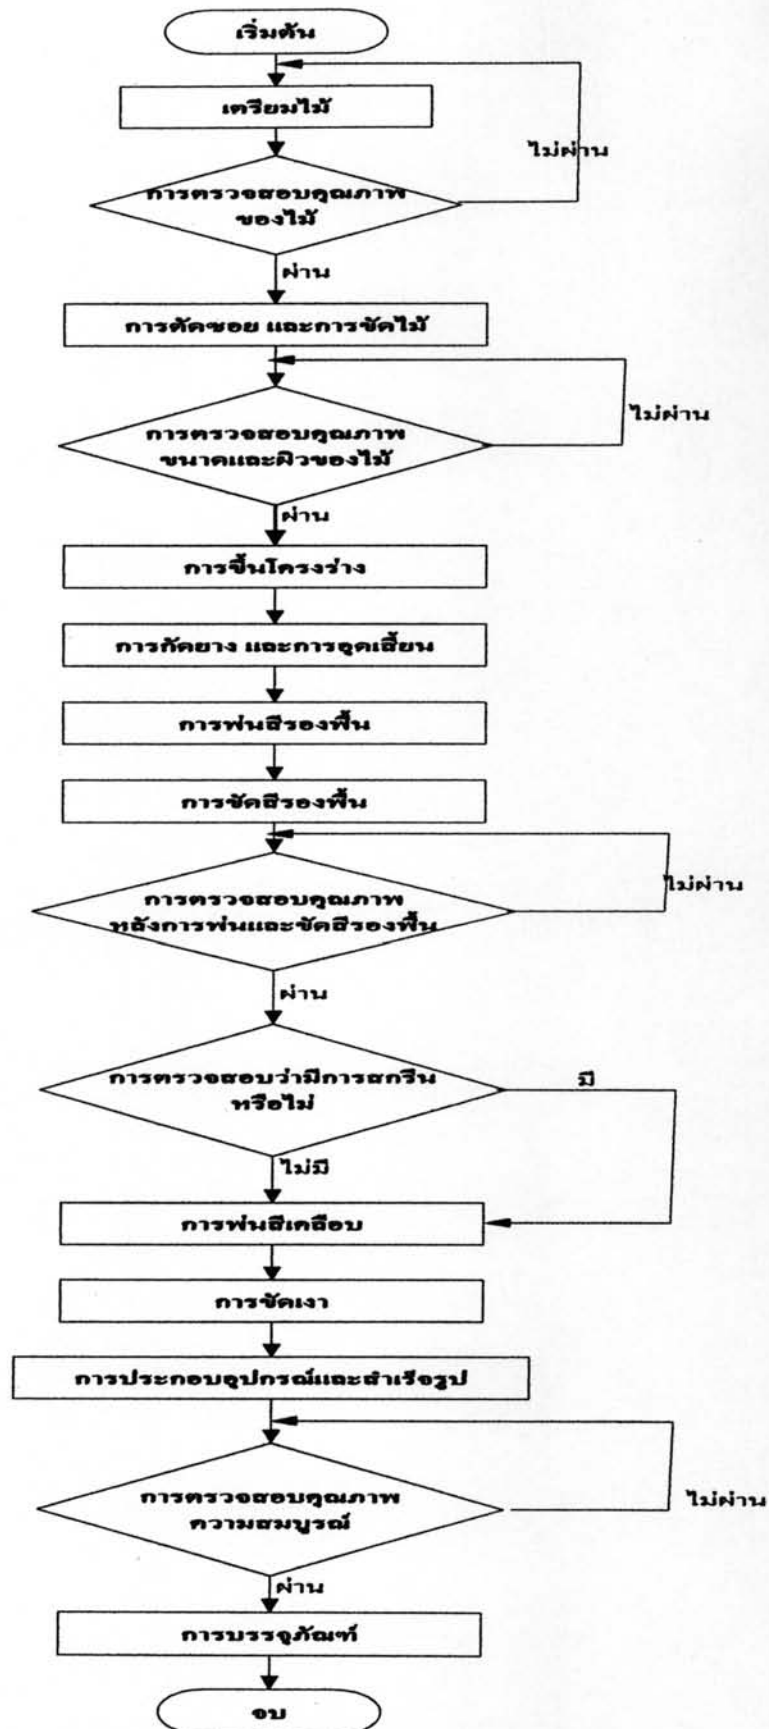 เริ่มต้น
เตรียมไม้
ไม่ผ่าน
การตรวจสอบคุณภาพ
ของไม้
ผ่าน
การตัดซอย และการขัดไม้
ไม่ผ่าน
การตรวจสอบคุณภาพ
ขนาดและผิวของไม้
ผ่าน
การขึ้นโครงร่าง
การกัดยาง และการอุดเสี้ยน
การพ่นสีรองพื้น
การขัดสีรองพื้น
ไม่ผ่าน
การตรวจสอบคุณภาพ
หลังการพ่นและขัดสีรองพื้น
ผ่าน
การตรวจสอบว่ามีการสกรีน
หรือไม่
มี
ไม่มี
การพ่นสีเคลือบ
การขัดเงา
การประกอบอุปกรณ์และสำเร็จรูป
การตรวจสอบคุณภาพ
ความสมบูรณ์
ไม่ผ่าน
ผ่าน
การบรรจุภัณฑ์
จบ